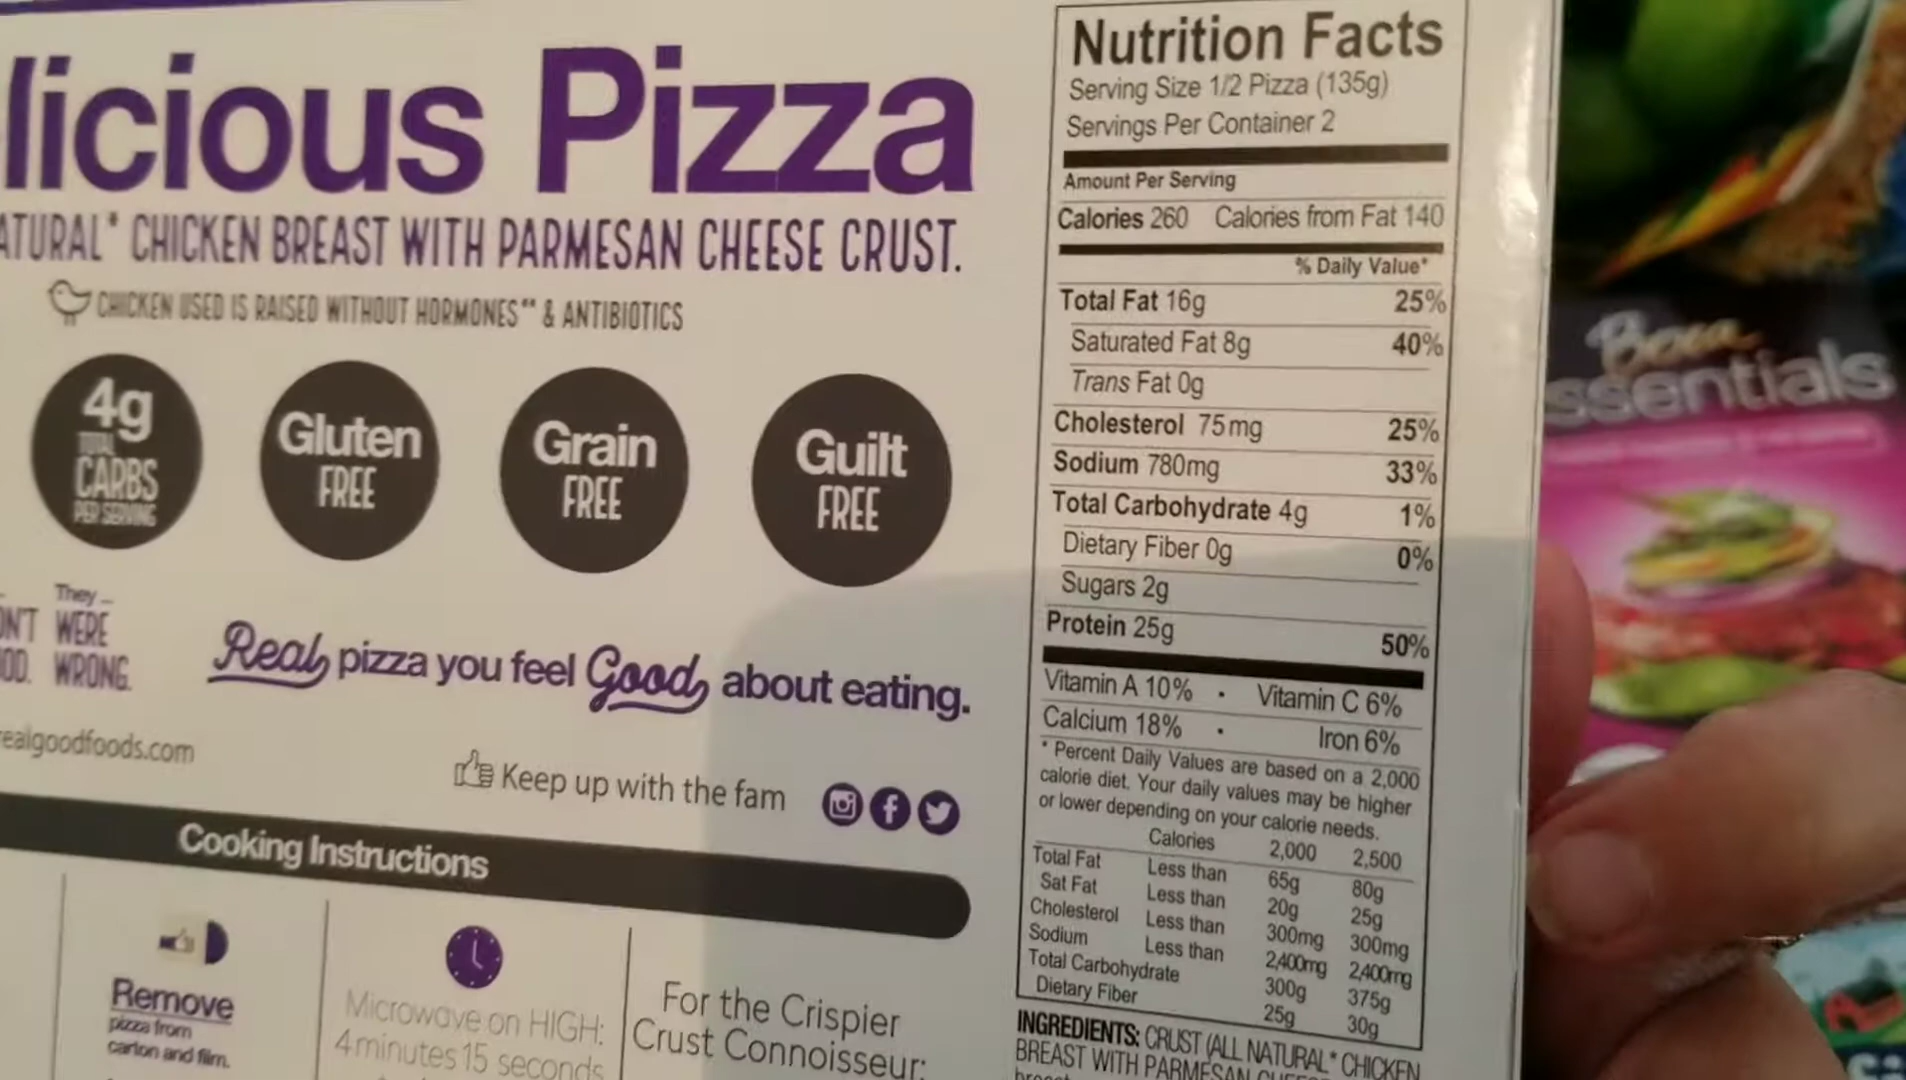 licious Pizza
ATURAL* CHICKEN BREAST WITH PARMESAN CHEESE CRUST.
CHICKEN USED IS RAISED WITHOUT HORMONES** & ANTIBIOTICS
4g
TOTAL
CARBS
PER SERVING
Gluten
FREE
Grain
FREE
Guilt
FREE
They
ON'T WERE
OOD. WRONG.
Real pizza you feel Good about eating.
realgoodfoods.com
Keep up with the fam
Cooking Instructions
Remove
pizza from
carton and film.
Microwave on HIGH:
4 minutes 15 seconds
For the Crispier
Crust Connoisseur:
Nutrition Facts
Serving Size 1/2 Pizza (135g)
Servings Per Container 2
Amount Per Serving
Calories 260 Calories from Fat 140
% Daily Value*
Total Fat 16g 25%
Saturated Fat 8g 40%
Trans Fat 0g
Cholesterol 75mg 25%
Sodium 780mg 33%
Total Carbohydrate 4g 1%
Dietary Fiber 0g 0%
Sugars 2g
Protein 25g 50%
Vitamin A 10% • Vitamin C 6%
Calcium 18% • Iron 6%
* Percent Daily Values are based on a 2,000
calorie diet. Your daily values may be higher
or lower depending on your calorie needs.
Calories 2,000 2,500
Total Fat Less than 65g 80g
Sat Fat Less than 20g 25g
Cholesterol Less than 300mg 300mg
Sodium Less than 2,400mg 2,400mg
Total Carbohydrate 300g 375g
Dietary Fiber 25g 30g
INGREDIENTS: CRUST (ALL NATURAL* CHICKEN
BREAST WITH PARMESAN
Boca
ssentials